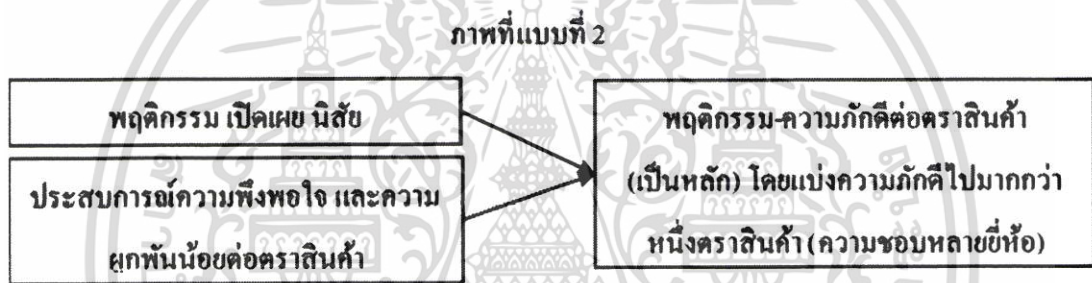 ภาพที่แบบที่ 2
พฤติกรรม เปิดเผย นิสัย
ประสบการณ์ความพึงพอใจ และความ
ผูกพันน้อยต่อตราสินค้า
พฤติกรรม-ความภักดีต่อตราสินค้า
(เป็นหลัก) โดยแบ่งความภักดีไปมากกว่า
หนึ่งตราสินค้า (ความชอบหลายยี่ห้อ)